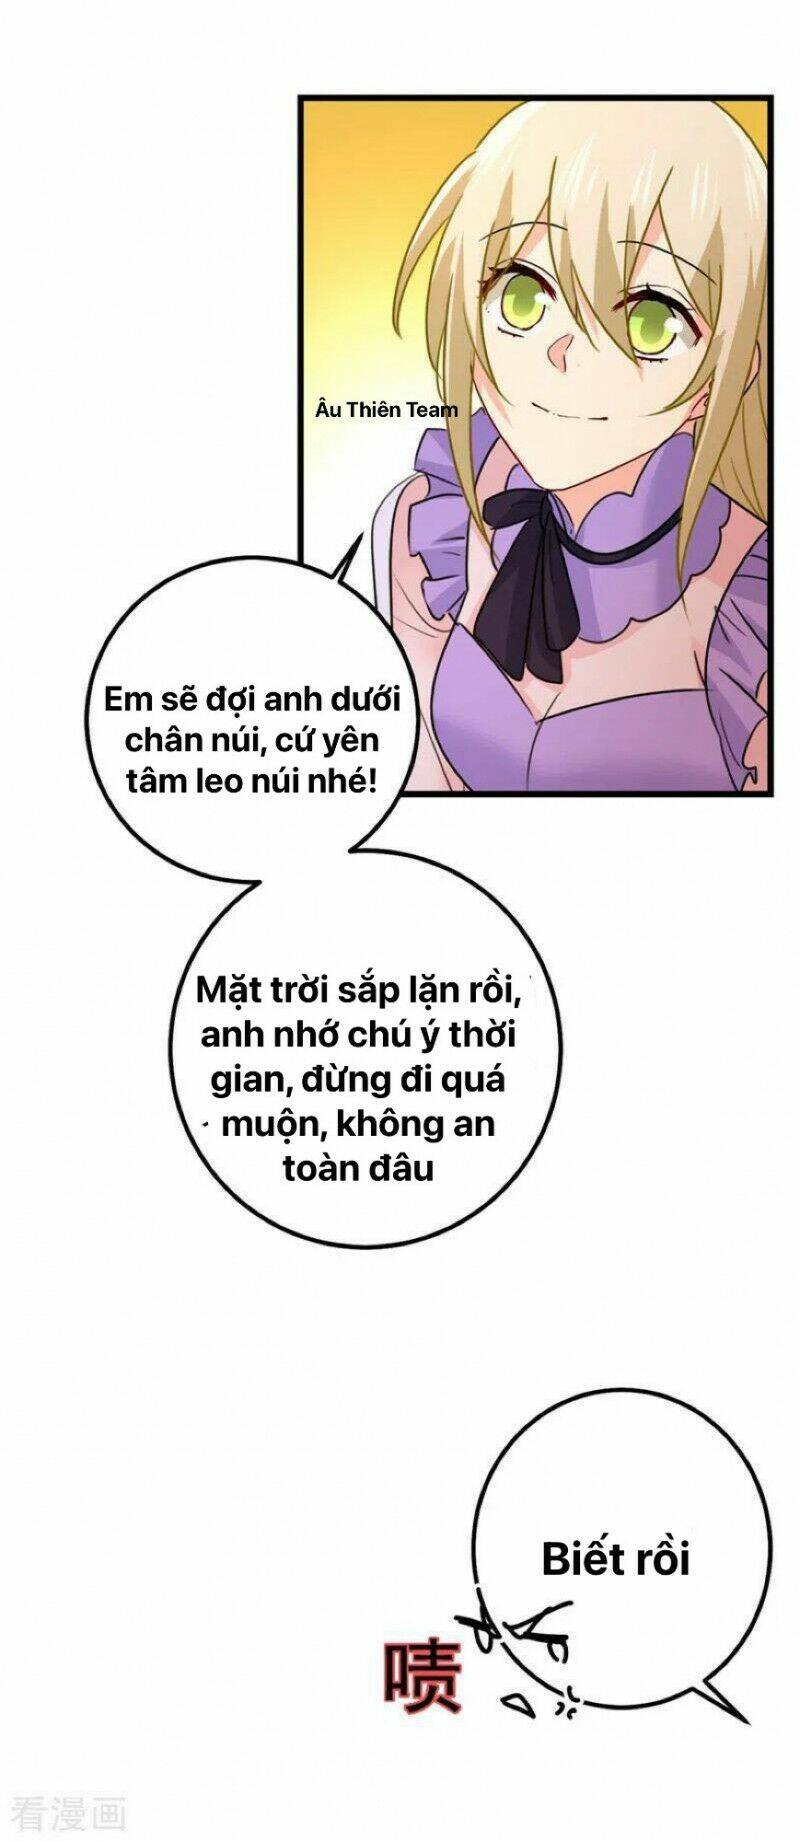 Âu Thiên Team
Em sẽ đợi anh dưới
chân núi, cứ yên
tâm leo núi nhé!
Mặt trời sắp lặn rồi,
anh nhớ chú ý thời
gian, đừng đi quá
muộn, không an
toàn đâu
Biết rồi
啧
看漫画